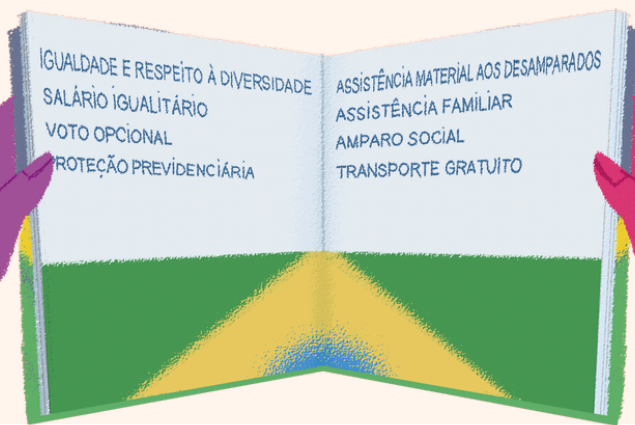 IGUALDADE E RESPEITO À DIVERSIDADE
SALÁRIO IGUALITÁRIO
VOTO OPCIONAL
PROTEÇÃO PREVIDENCIÁRIA
ASSISTÊNCIA MATERIAL AOS DESAMPARADOS
ASSISTÊNCIA FAMILIAR
AMPARO SOCIAL
TRANSPORTE GRATUITO